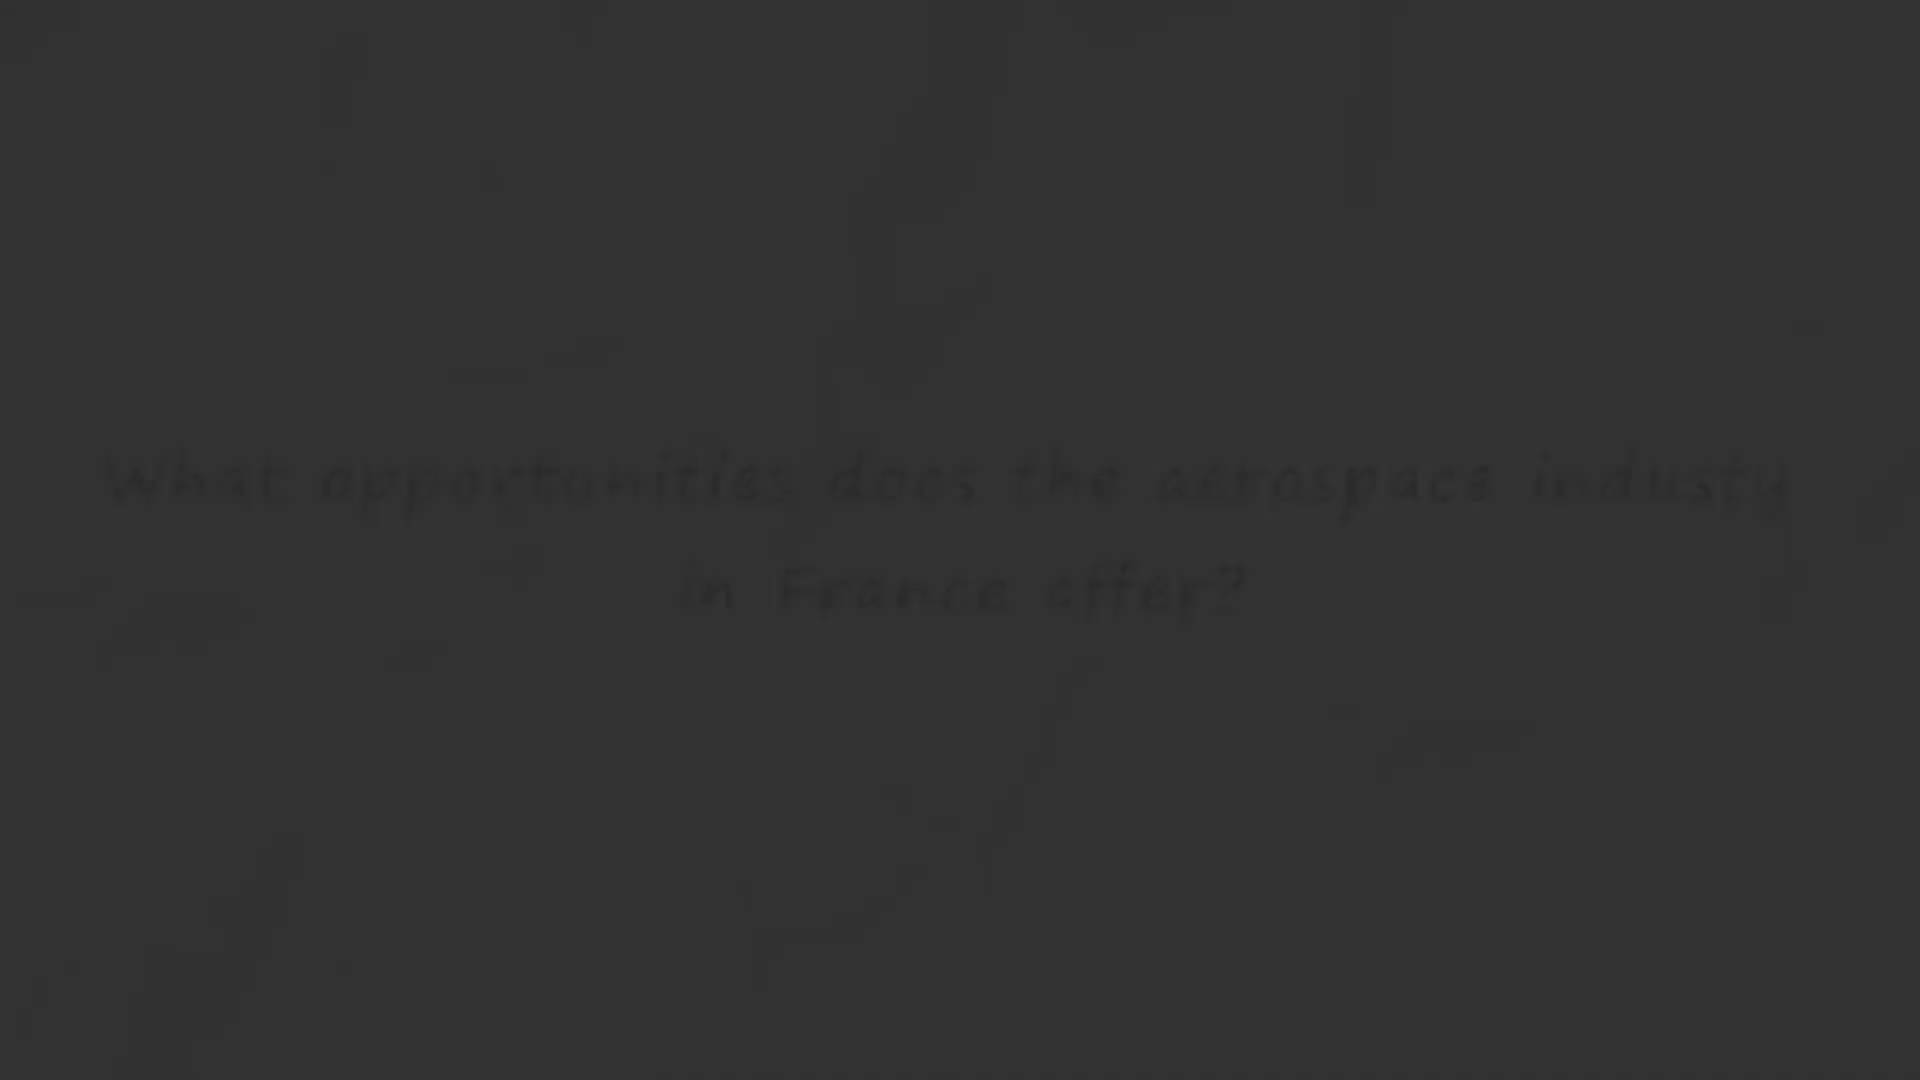 What opportunities does the aerospace industy
in France offer?